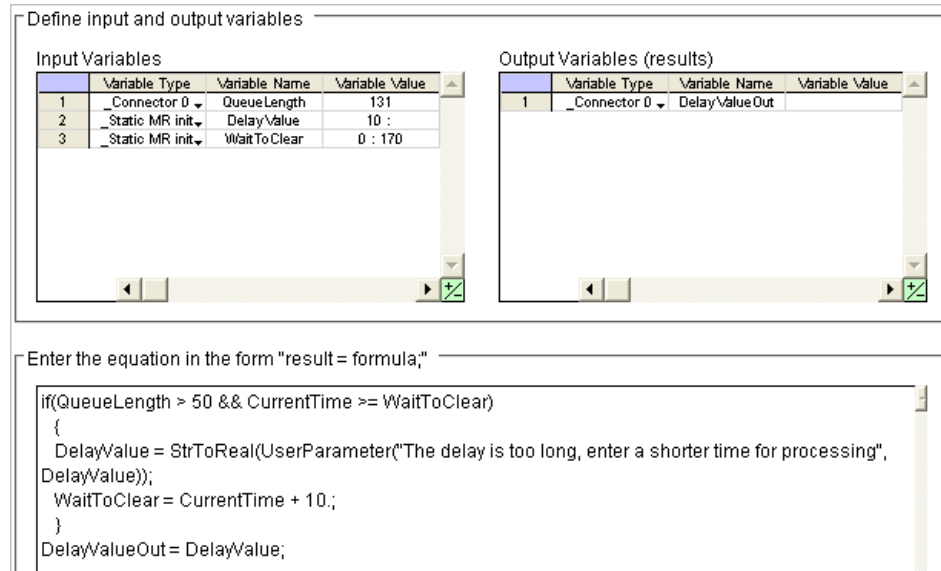 Define input and output variables
Input Variables
Output Variables (results)
Variable Type Variable Name Variable Value
1 _Connector 0 QueueLength 131
2 _Static MR init DelayValue 10 :
3 _Static MR init WaitToClear 0 : 170
Variable Type Variable Name Variable Value
1 _Connector 0 DelayValueOut
Enter the equation in the form "result = formula;"
if(QueueLength > 50 && CurrentTime >= WaitToClear)
{
DelayValue = StrToReal(UserParameter("The delay is too long, enter a shorter time for processing",
DelayValue));
WaitToClear = CurrentTime + 10.;
}
DelayValueOut = DelayValue;